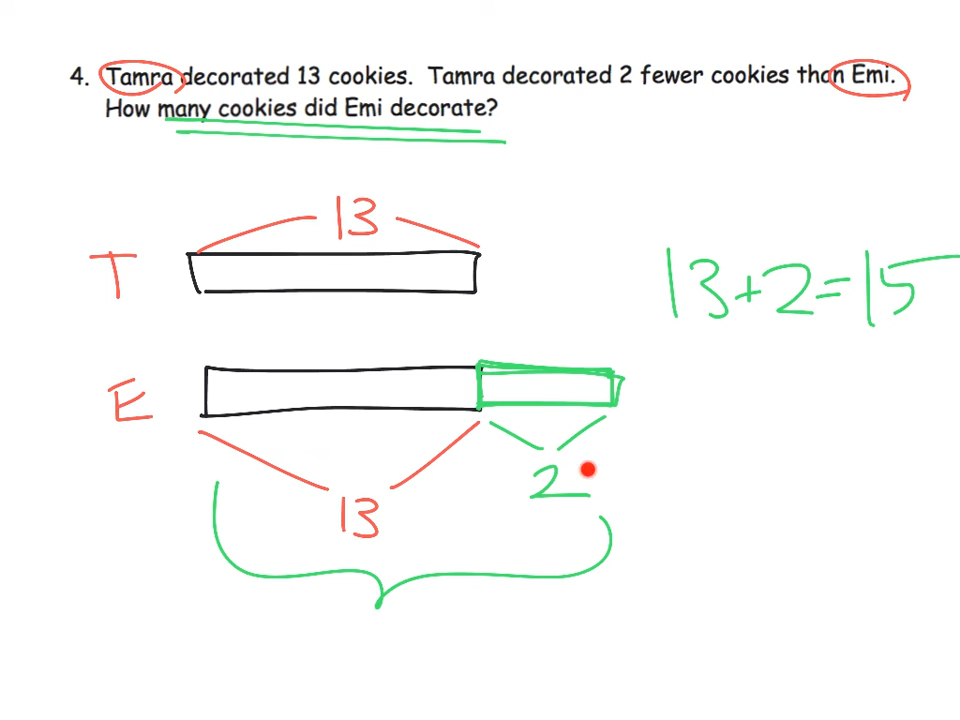 4. Tamra decorated 13 cookies. Tamra decorated 2 fewer cookies than Emi.
How many cookies did Emi decorate?
13
T
13+2=15
E
2
13